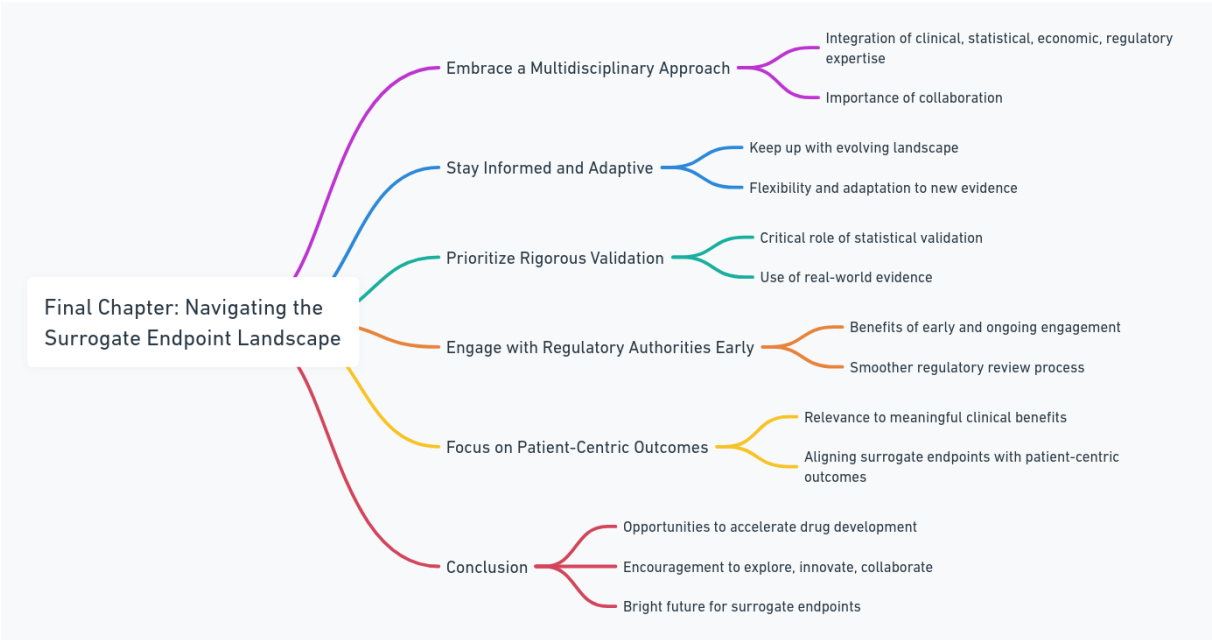 Final Chapter: Navigating the
Surrogate Endpoint Landscape
Embrace a Multidisciplinary Approach
Integration of clinical, statistical, economic, regulatory
expertise
Importance of collaboration
Stay Informed and Adaptive
Keep up with evolving landscape
Flexibility and adaptation to new evidence
Prioritize Rigorous Validation
Critical role of statistical validation
Use of real-world evidence
Engage with Regulatory Authorities Early
Benefits of early and ongoing engagement
Smoother regulatory review process
Focus on Patient-Centric Outcomes
Relevance to meaningful clinical benefits
Aligning surrogate endpoints with patient-centric
outcomes
Conclusion
Opportunities to accelerate drug development
Encouragement to explore, innovate, collaborate
Bright future for surrogate endpoints